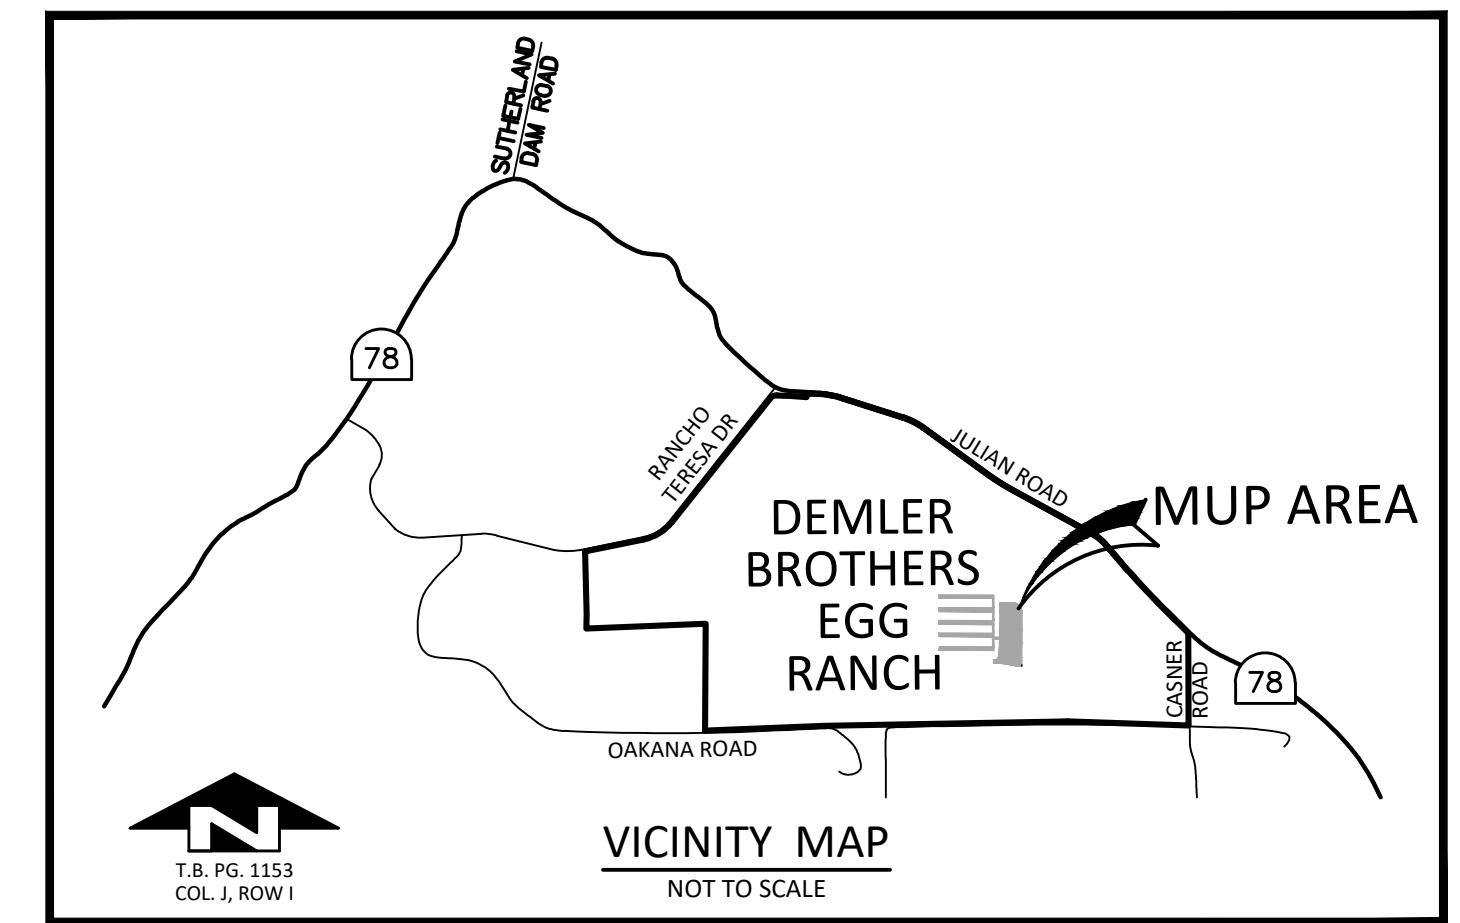 SUTHERLAND
DAM ROAD
78
RANCHO
TERESA DR
JULIAN ROAD
MUP AREA
DEMLER
BROTHERS
EGG
RANCH
CASNER
ROAD
78
OAKANA ROAD
N
T.B. PG. 1153
COL. J, ROW I
VICINITY MAP
NOT TO SCALE